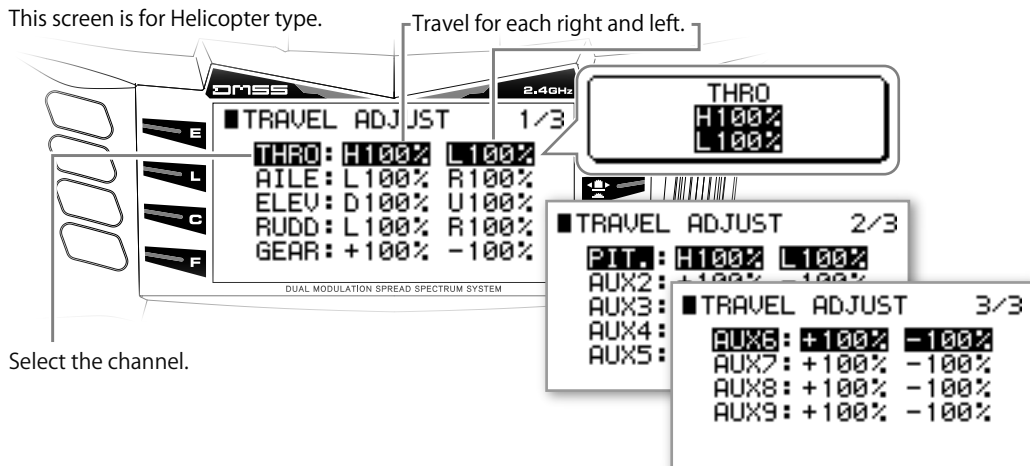 This screen is for Helicopter type.
Travel for each right and left.
DMSS
2.4GHz
■TRAVEL ADJUST 1/3
THRO: H100% L100%
AILE: L100% R100%
ELEV: D100% U100%
RUDD: L100% R100%
GEAR: +100% -100%
E
L
C
F
DUAL MODULATION SPREAD SPECTRUM SYSTEM
THRO
H100%
L100%
■TRAVEL ADJUST 2/3
PIT.: H100% L100%
AUX2: +100% -100%
AUX3:
AUX4:
AUX5:
■TRAVEL ADJUST 3/3
AUX6: +100% -100%
AUX7: +100% -100%
AUX8: +100% -100%
AUX9: +100% -100%
Select the channel.